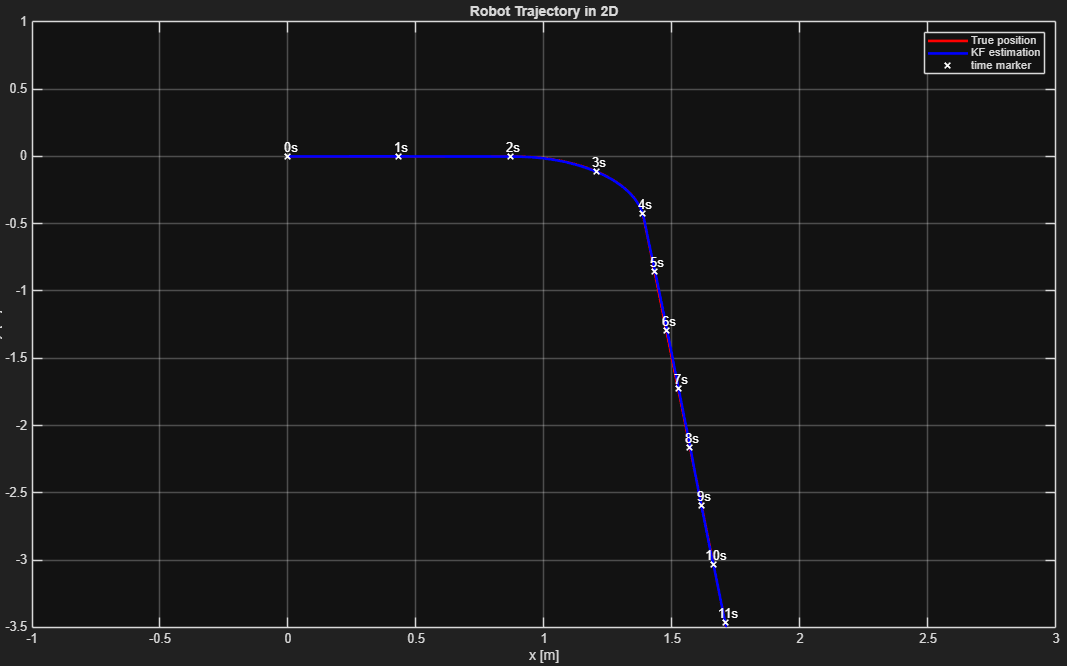 Robot Trajectory in 2D
True position
KF estimation
time marker
1
0.5
0
-0.5
-1
-1.5
-2
-2.5
-3
-3.5
0s
1s
2s
3s
4s
5s
6s
7s
8s
9s
10s
11s
-1
-0.5
0
0.5
1
1.5
2
2.5
3
x [m]